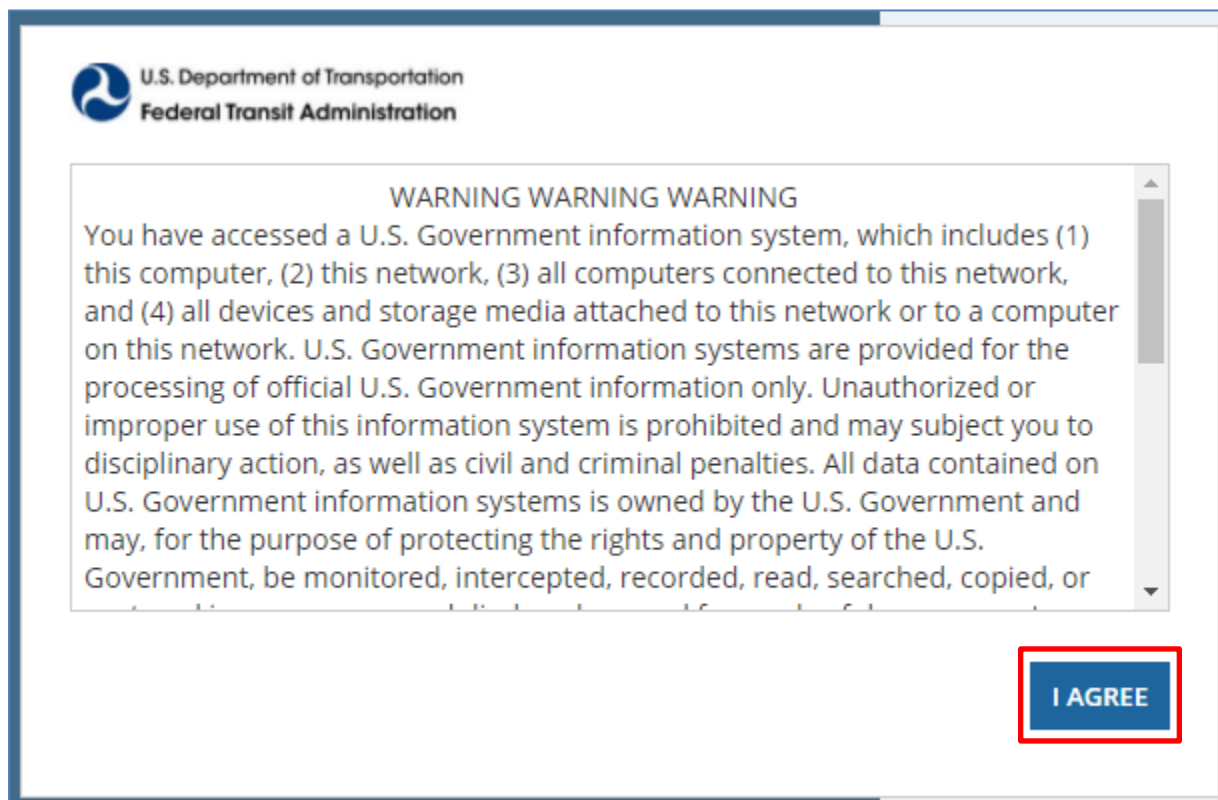 U.S. Department of Transportation
Federal Transit Administration
WARNING WARNING WARNING
You have accessed a U.S. Government information system, which includes (1)
this computer, (2) this network, (3) all computers connected to this network,
and (4) all devices and storage media attached to this network or to a computer
on this network. U.S. Government information systems are provided for the
processing of official U.S. Government information only. Unauthorized or
improper use of this information system is prohibited and may subject you to
disciplinary action, as well as civil and criminal penalties. All data contained on
U.S. Government information systems is owned by the U.S. Government and
may, for the purpose of protecting the rights and property of the U.S.
Government, be monitored, intercepted, recorded, read, searched, copied, or
I AGREE